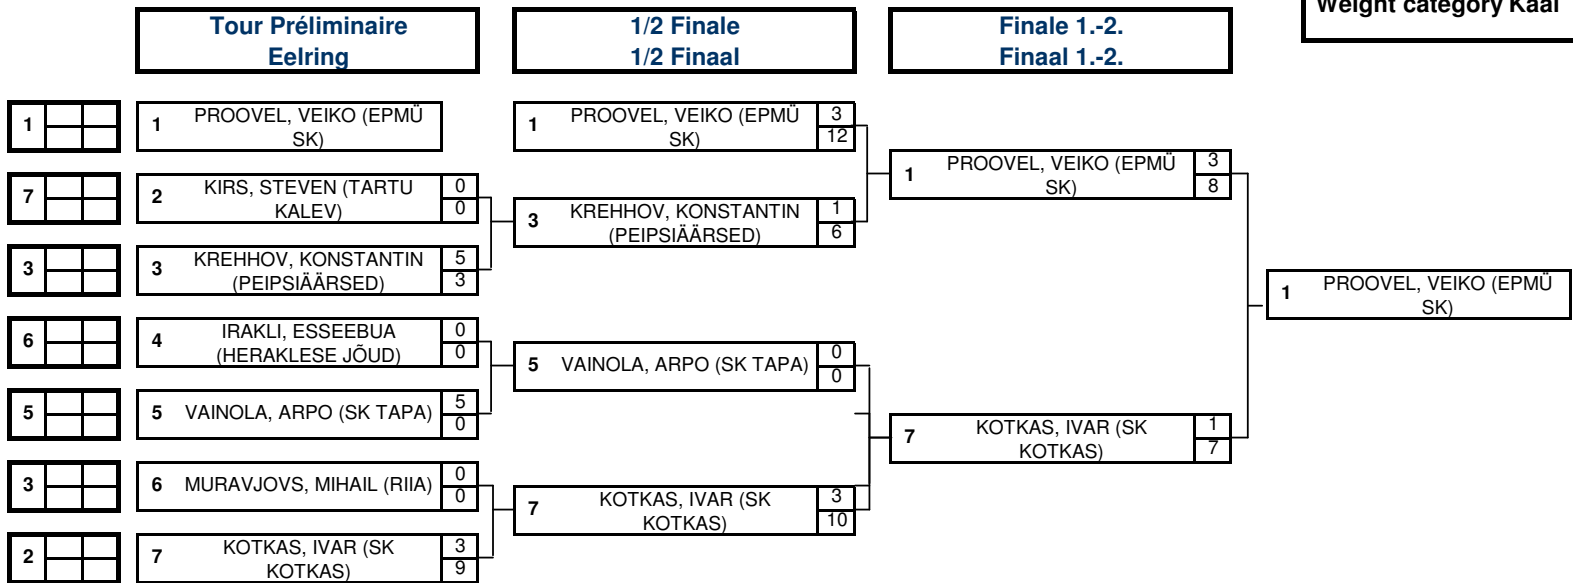 Weight category Kaal
Tour Préliminaire
Eelring
1/2 Finale
1/2 Finaal
Finale 1.-2.
Finaal 1.-2.
1
1
PROOVEL, VEIKO (EPMÜ
SK)
7
2
KIRS, STEVEN (TARTU
KALEV)
0
0
3
3
KREHHOV, KONSTANTIN
(PEIPSIÄÄRSED)
5
3
6
4
IRAKLI, ESSEEBUA
(HERAKLESE JÕUD)
0
0
5
5
VAINOLA, ARPO (SK TAPA)
5
0
3
6
MURAVJOVS, MIHAIL (RIIA)
0
0
2
7
KOTKAS, IVAR (SK
KOTKAS)
3
9
1
PROOVEL, VEIKO (EPMÜ
SK)
3
12
3
KREHHOV, KONSTANTIN
(PEIPSIÄÄRSED)
1
6
5
VAINOLA, ARPO (SK TAPA)
0
0
7
KOTKAS, IVAR (SK
KOTKAS)
3
10
1
PROOVEL, VEIKO (EPMÜ
SK)
3
8
7
KOTKAS, IVAR (SK
KOTKAS)
1
7
1
PROOVEL, VEIKO (EPMÜ
SK)